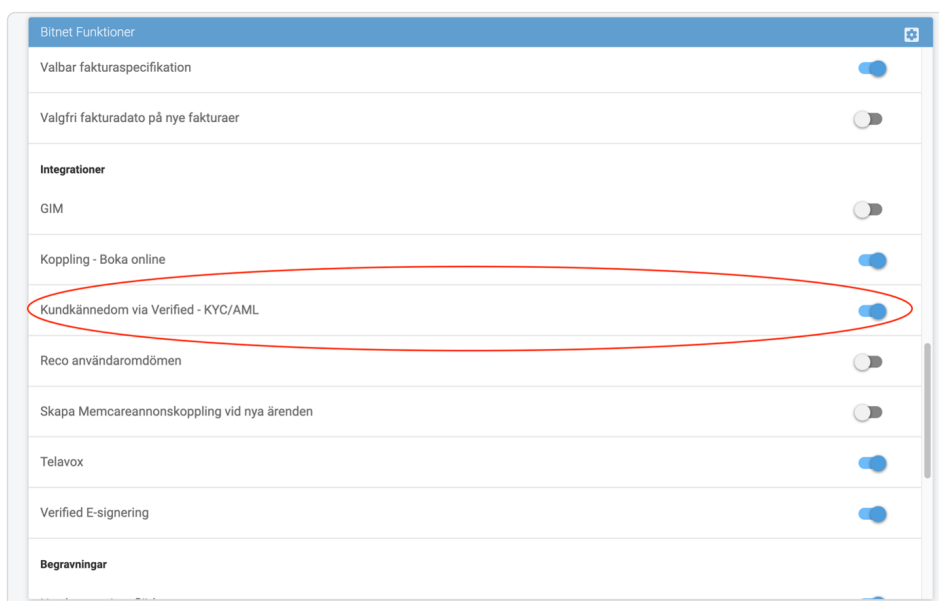 Bitnet Funktioner
Valbar fakturaspecifikation
Valgfri fakturadato på nye fakturaer
Integrationer
GIM
Koppling - Boka online
Kundkännedom via Verified - KYC/AML
Reco användaromdömen
Skapa Memcareannonskoppling vid nya ärenden
Telavox
Verified E-signering
Begravningar